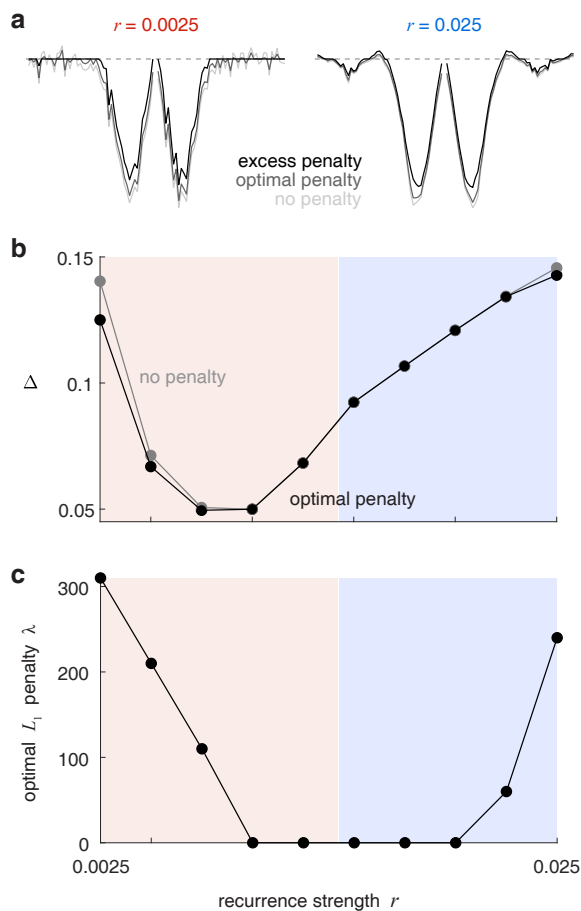 a
r = 0.0025
r = 0.025
excess penalty
optimal penalty
no penalty
b
0.15
0.1
0.05
Δ
no penalty
optimal penalty
c
300
200
100
0
optimal L₁ penalty λ
0.0025
0.025
recurrence strength r